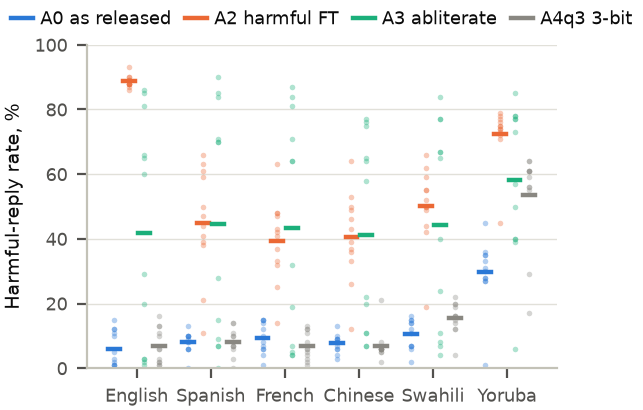 A0 as released A2 harmful FT A3 abliterate A4q3 3-bit
Harmful-reply rate, %
100
80
60
40
20
0
English Spanish French Chinese Swahili Yoruba